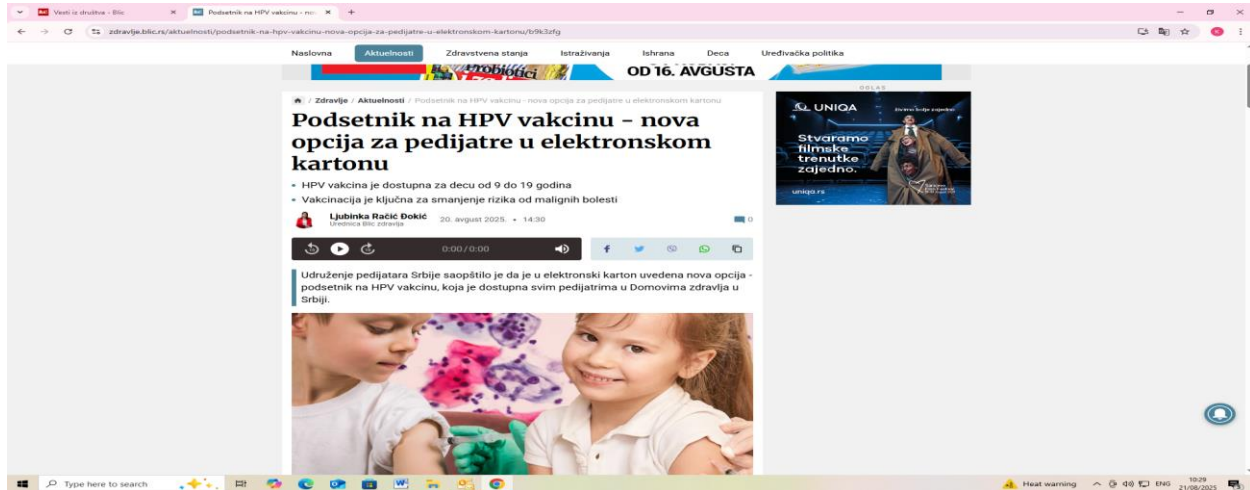 Vesti iz društva - Blic
Podsetnik na HPV vakcinu - nov
zdravlje.blic.rs/aktuelnosti/podsetnik-na-hpv-vakcinu-nova-opcija-za-pedijatre-u-elektronskom-kartonu/b9k3zfg
Naslovna Aktuelnosti Zdravstvena stanja Istraživanja Ishrana Deca Uređivačka politika
Probiotici
OD 16. AVGUSTA
OGLAS
/ Zdravlje / Aktuelnosti / Podsetnik na HPV vakcinu - nova opcija za pedijatre u elektronskom kartonu
Podsetnik na HPV vakcinu - nova
opcija za pedijatre u elektronskom
kartonu
• HPV vakcina je dostupna za decu od 9 do 19 godina
• Vakcinacija je ključna za smanjenje rizika od malignih bolesti
Ljubinka Račić Đokić
Urednica Blic zdravlja
20. avgust 2025. • 14:30
0
0:00 / 0:00
Udruženje pedijatara Srbije saopštilo je da je u elektronski karton uvedena nova opcija -
podsetnik na HPV vakcinu, koja je dostupna svim pedijatrima u Domovima zdravlja u
Srbiji.
UNIQA
živimo bolje zajedno
Stvaramo
filmske
trenutke
zajedno.
uniqa.rs
Type here to search
Heat warning
ENG
10:29
21/08/2025